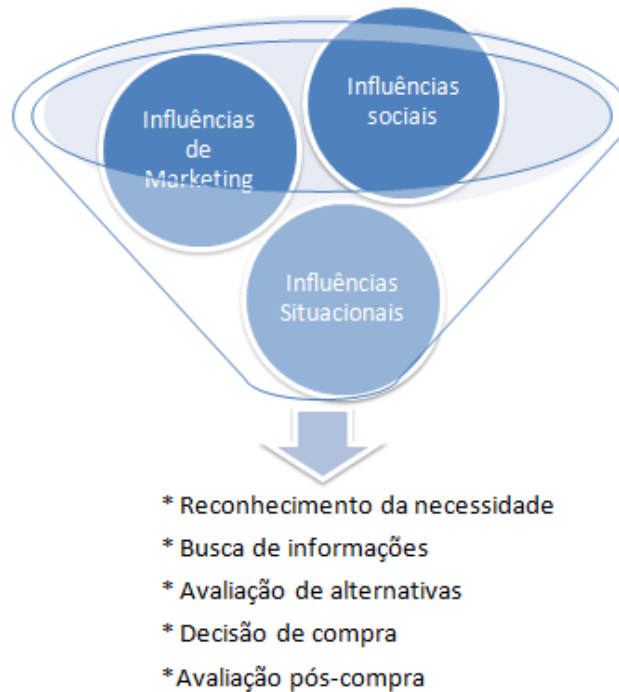 Influências
de
Marketing
Influências
sociais
Influências
Situacionais
* Reconhecimento da necessidade
* Busca de informações
* Avaliação de alternativas
* Decisão de compra
*Avaliação pós-compra